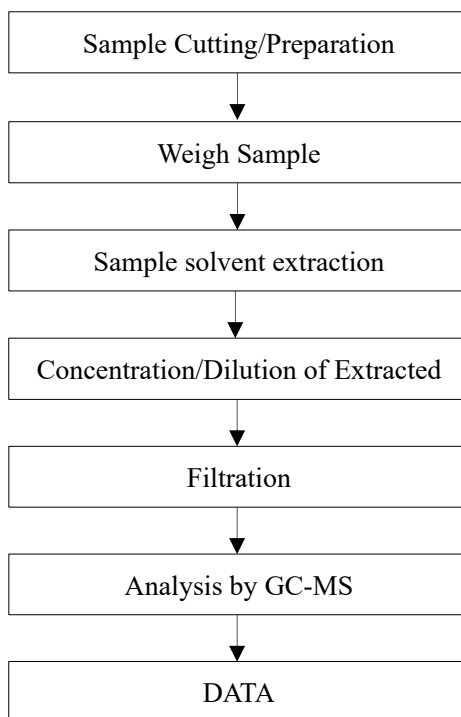 Sample Cutting/Preparation
Weigh Sample
Sample solvent extraction
Concentration/Dilution of Extracted
Filtration
Analysis by GC-MS
DATA